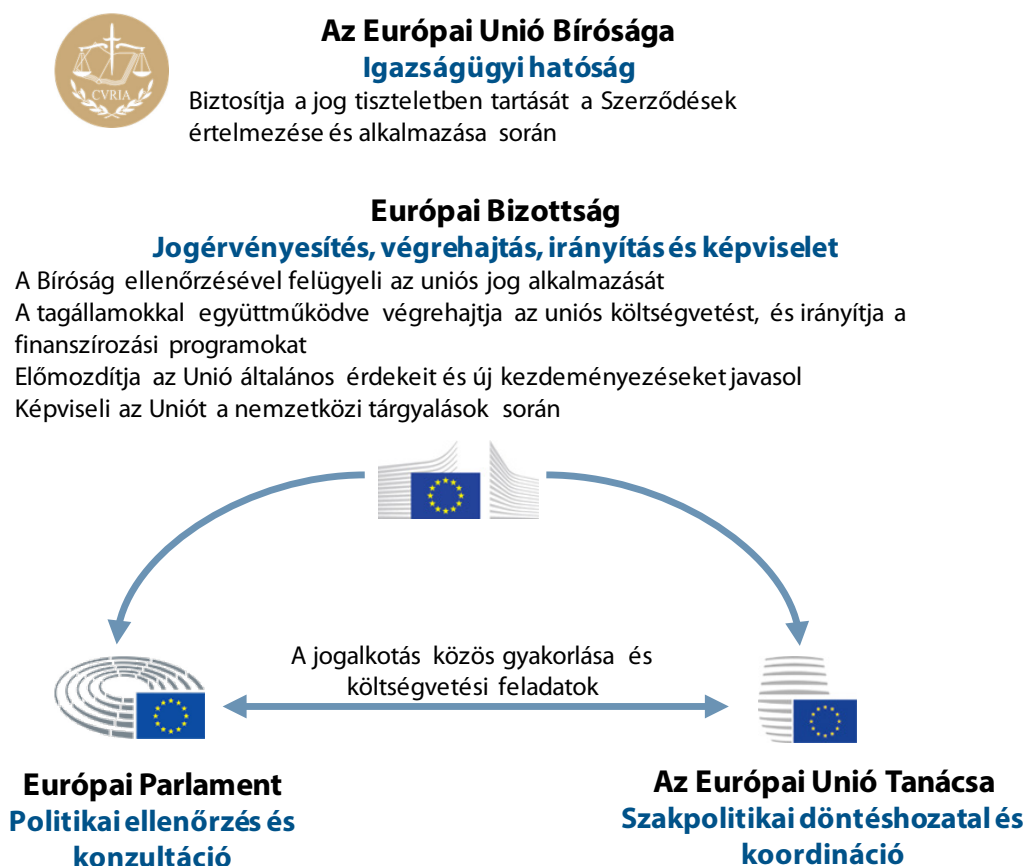 Az Európai Unió Bírósága
Igazságügyi hatóság
CVRIA
Biztosítja a jog tiszteletben tartását a Szerződések
értelmezése és alkalmazása során
Európai Bizottság
Jogérvényesítés, végrehajtás, irányítás és képviselet
A Bíróság ellenőrzésével felügyeli az uniós jog alkalmazását
A tagállamokkal együttműködve végrehajtja az uniós költségvetést, és irányítja a
finanszírozási programokat
Előmozdítja az Unió általános érdekeit és új kezdeményezéseket javasol
Képviseli az Uniót a nemzetközi tárgyalások során
A jogalkotás közös gyakorlása és
költségvetési feladatok
Európai Parlament
Politikai ellenőrzés és
konzultáció
Az Európai Unió Tanácsa
Szakpolitikai döntéshozatal és
koordináció